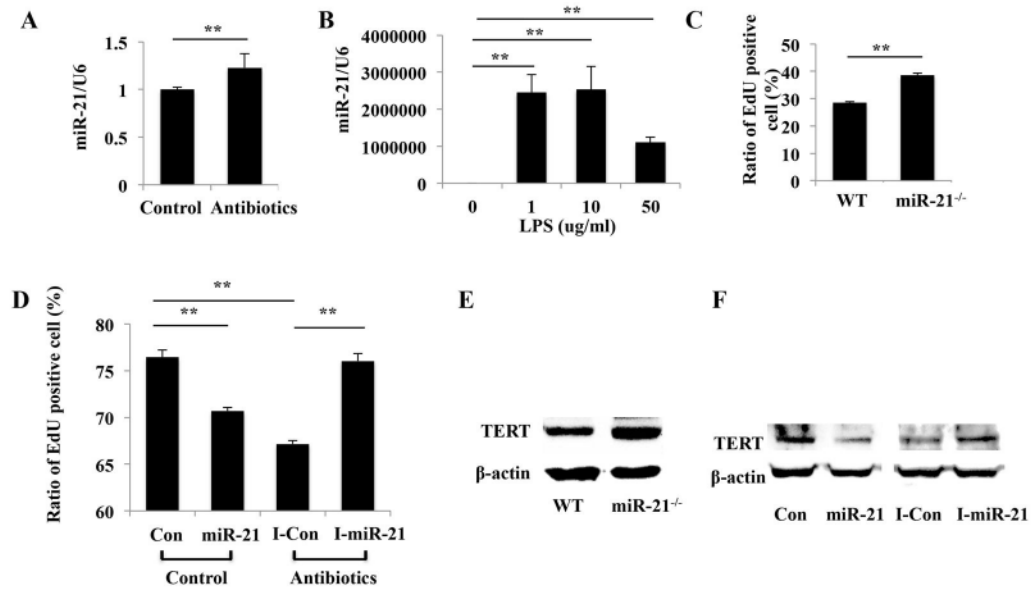 A
**
miR-21/U6
1.5
1
0.5
0
Control Antibiotics
B
**
**
**
miR-21/U6
4000000
3000000
2000000
1000000
0
0 1 10 50
LPS (ug/ml)
C
**
Ratio of EdU positive
cell (%)
50
40
30
20
10
0
WT miR-21-/-
D
**
** **
Ratio of EdU positive cell (%)
80
75
70
65
60
Con miR-21 I-Con I-miR-21
Control Antibiotics
E
TERT
β-actin
WT miR-21-/-
F
TERT
β-actin
Con miR-21 I-Con I-miR-21